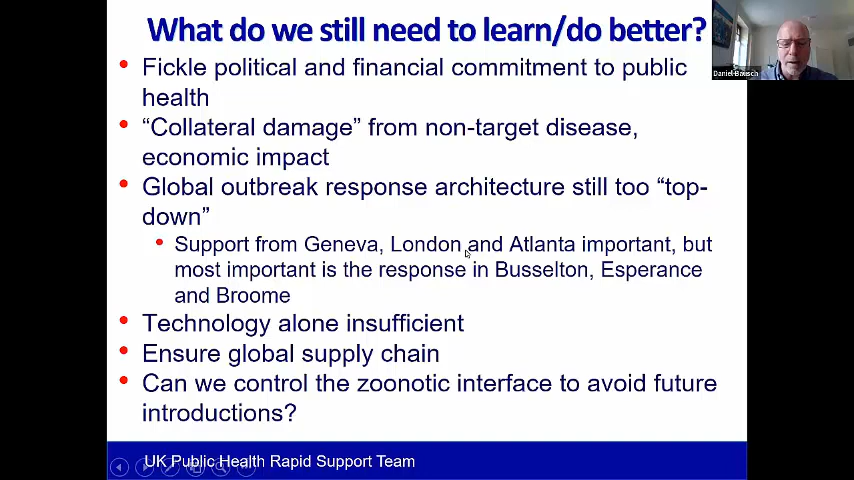 What do we still need to learn/do better?
Daniel Bausch
• Fickle political and financial commitment to public
health
• “Collateral damage” from non-target disease,
economic impact
• Global outbreak response architecture still too “top-
down”
• Support from Geneva, London and Atlanta important, but
most important is the response in Busselton, Esperance
and Broome
• Technology alone insufficient
• Ensure global supply chain
• Can we control the zoonotic interface to avoid future
introductions?
UK Public Health Rapid Support Team